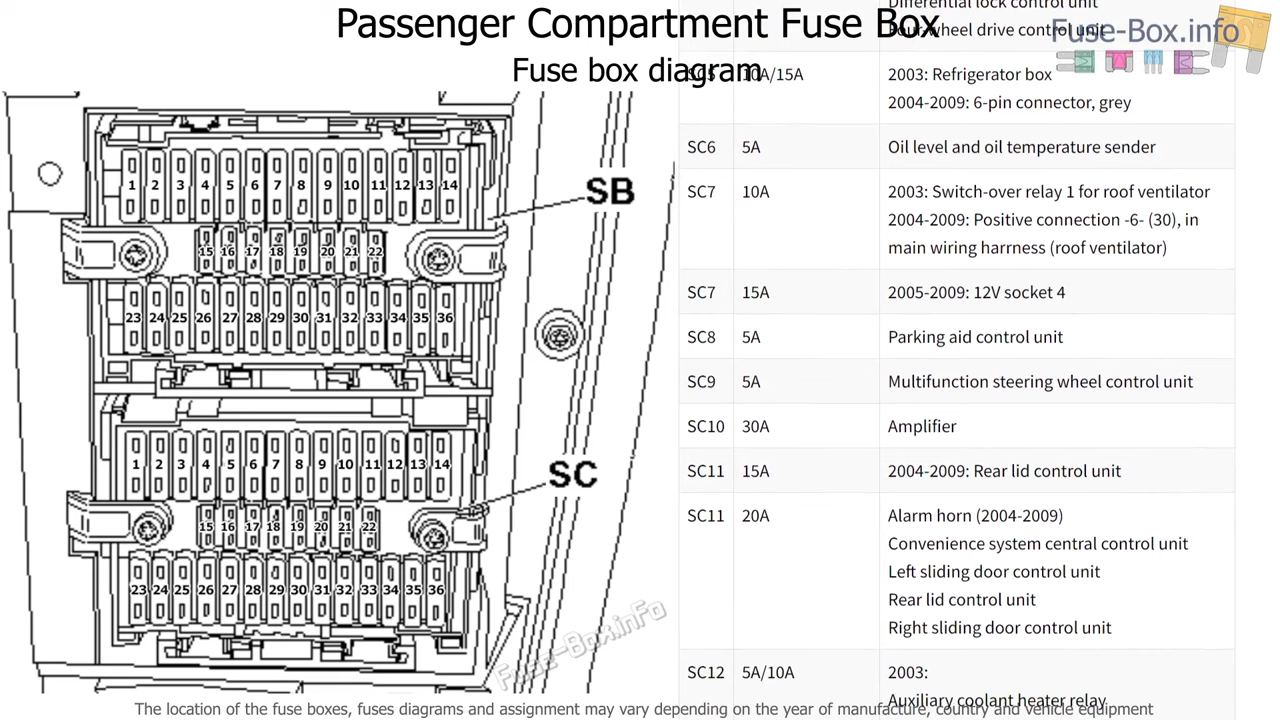 Passenger Compartment Fuse Box
Fuse box diagram
Fuse-Box.info
Differential lock control unit
Four-wheel drive control unit
SC5 10A/15A 2003: Refrigerator box
2004-2009: 6-pin connector, grey
SC6 5A Oil level and oil temperature sender
SC7 10A 2003: Switch-over relay 1 for roof ventilator
2004-2009: Positive connection -6- (30), in
main wiring harrness (roof ventilator)
SC7 15A 2005-2009: 12V socket 4
SC8 5A Parking aid control unit
SC9 5A Multifunction steering wheel control unit
SC10 30A Amplifier
SC11 15A 2004-2009: Rear lid control unit
SC11 20A Alarm horn (2004-2009)
Convenience system central control unit
Left sliding door control unit
Rear lid control unit
Right sliding door control unit
SC12 5A/10A 2003:
Auxiliary coolant heater relay
SB
1 2 3 4 5 6 7 8 9 10 11 12 13 14
15 16 17 18 19 20 21 22
23 24 25 26 27 28 29 30 31 32 33 34 35 36
SC
1 2 3 4 5 6 7 8 9 10 11 12 13 14
15 16 17 18 19 20 21 22
23 24 25 26 27 28 29 30 31 32 33 34 35 36
Fuse-Box.inFo
The location of the fuse boxes, fuses diagrams and assignment may vary depending on the year of manufacture, country and vehicle equipment